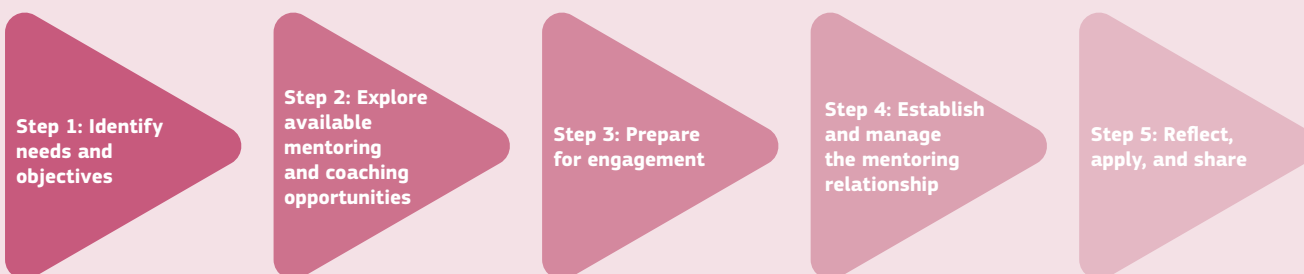 Step 1: Identify
needs and
objectives
Step 2: Explore
available
mentoring
and coaching
opportunities
Step 3: Prepare
for engagement
Step 4: Establish
and manage
the mentoring
relationship
Step 5: Reflect,
apply, and share